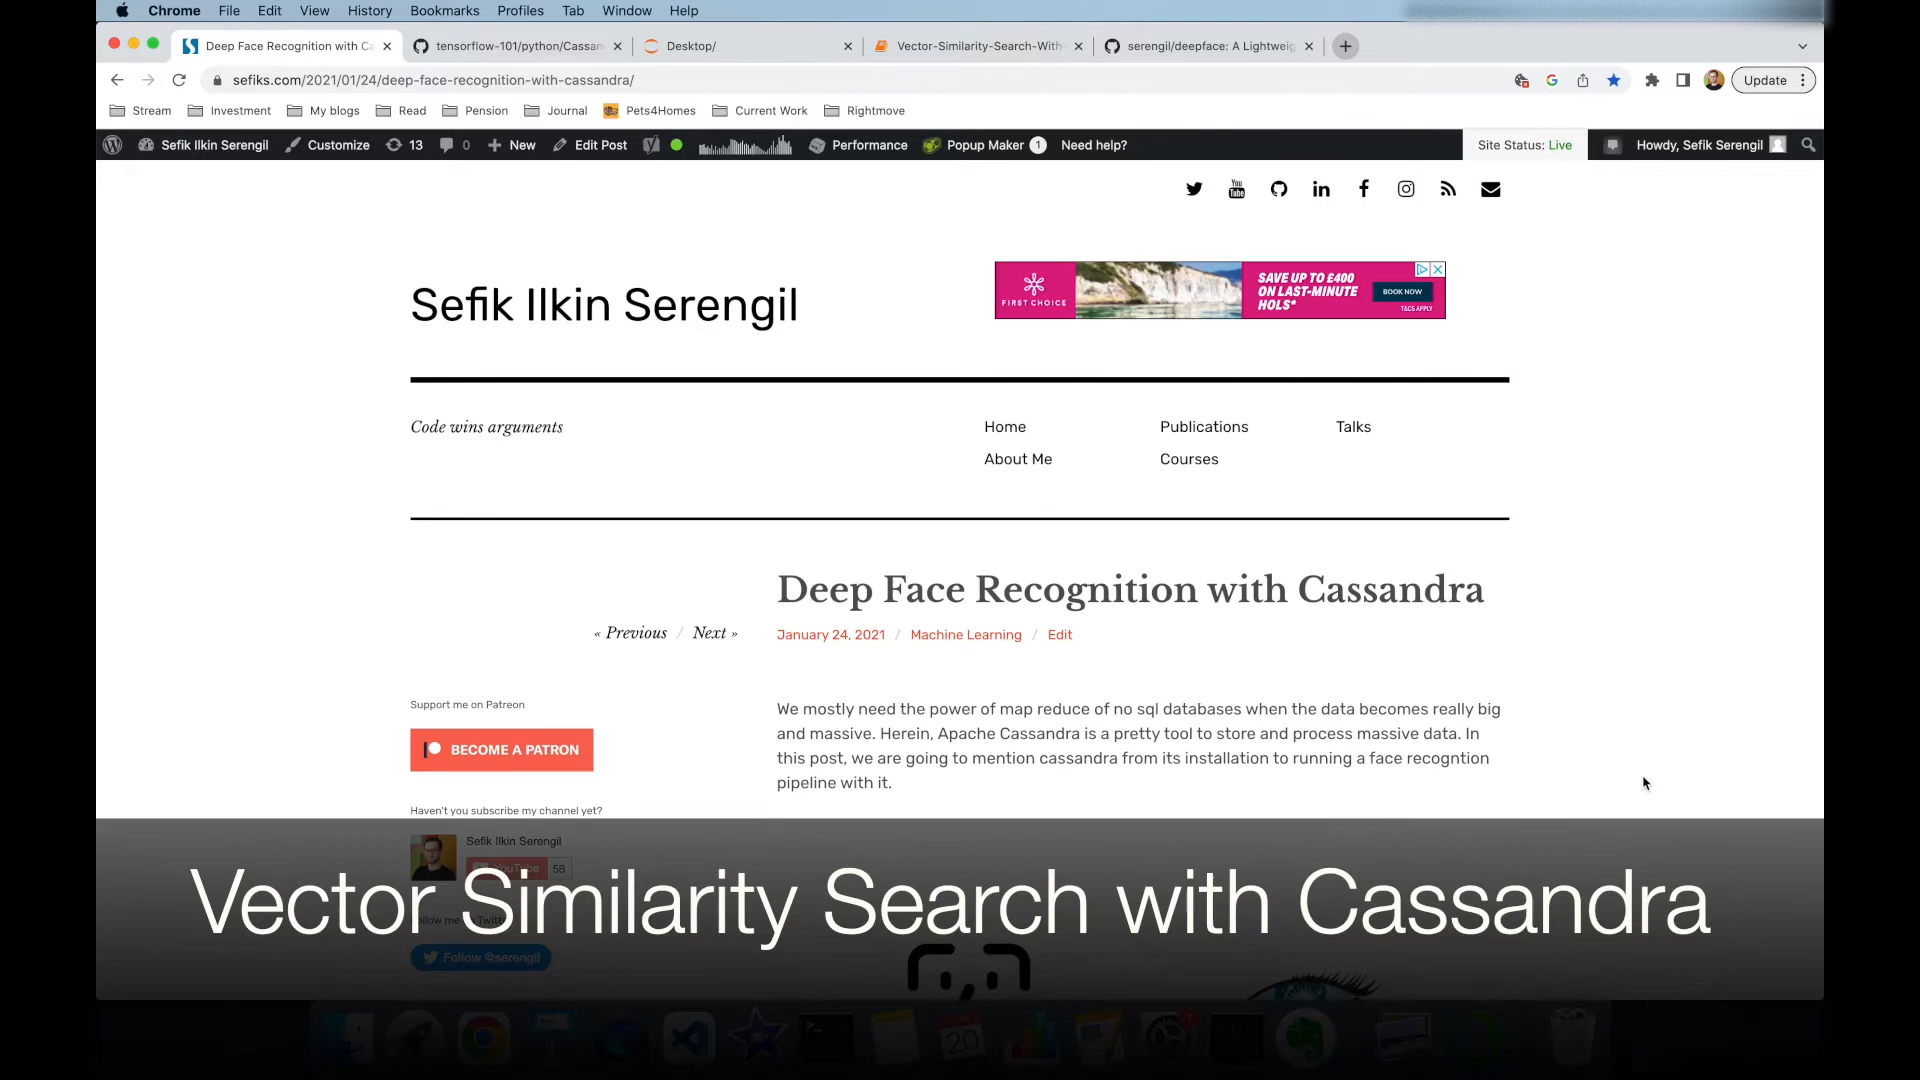 Chrome File Edit View History Bookmarks Profiles Tab Window Help
Deep Face Recognition with Ca
tensorflow-101/python/Cassan
Desktop/
Vector-Similarity-Search-With-
serengil/deepface: A Lightweig
sefiks.com/2021/01/24/deep-face-recognition-with-cassandra/
Update
Stream Investment My blogs Read Pension Journal Pets4Homes Current Work Rightmove
Sefik Ilkin Serengil Customize 13 0 New Edit Post Performance Popup Maker 1 Need help? Site Status: Live Howdy, Sefik Serengil
You Tube
Sefik Ilkin Serengil
FIRST CHOICE
SAVE UP TO £400
ON LAST-MINUTE
HOLS*
BOOK NOW
T&CS APPLY
Code wins arguments
Home Publications Talks
About Me Courses
Deep Face Recognition with Cassandra
« Previous / Next »
January 24, 2021 / Machine Learning / Edit
Support me on Patreon
BECOME A PATRON
We mostly need the power of map reduce of no sql databases when the data becomes really big
and massive. Herein, Apache Cassandra is a pretty tool to store and process massive data. In
this post, we are going to mention cassandra from its installation to running a face recogntion
pipeline with it.
Haven't you subscribe my channel yet?
Sefik Ilkin Serengil
YouTube
Vector Similarity Search with Cassandra
Follow @serengil
20